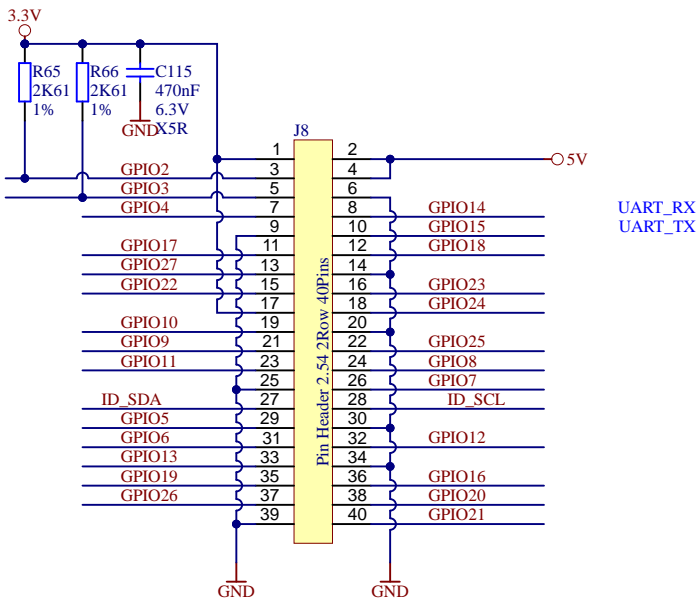 3.3V
R65
2K61
1%
R66
2K61
1%
C115
470nF
6.3V
X5R
GND
J8
Pin Header 2.54 2Row 40Pins
1 2 5V
GPIO2 3 4
GPIO3 5 6
GPIO4 7 8 GPIO14 UART_RX
9 10 GPIO15 UART_TX
GPIO17 11 12 GPIO18
GPIO27 13 14
GPIO22 15 16 GPIO23
17 18 GPIO24
GPIO10 19 20
GPIO9 21 22 GPIO25
GPIO11 23 24 GPIO8
25 26 GPIO7
ID_SDA 27 28 ID_SCL
GPIO5 29 30
GPIO6 31 32 GPIO12
GPIO13 33 34
GPIO19 35 36 GPIO16
GPIO26 37 38 GPIO20
39 40 GPIO21
GND GND